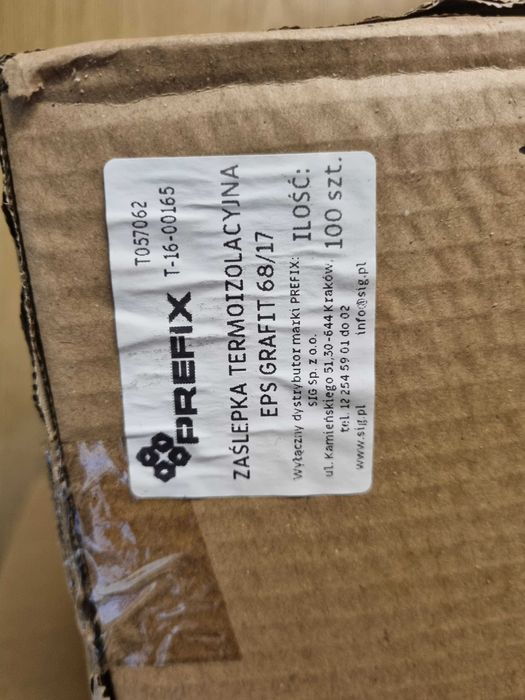 PREFIX
T057062
T-16-00165
ZAŚLEPKA TERMOIZOLACYJNA
EPS GRAFIT 68/17
Wyłączny dystrybutor marki PREFIX:
SIG sp. z o.o.
ul. Kamieńskiego 51,30-644 Kraków.
tel. 12 254 59 01 do 02
www.sig.pl info@sig.pl
ILOŚĆ:
100 szt.